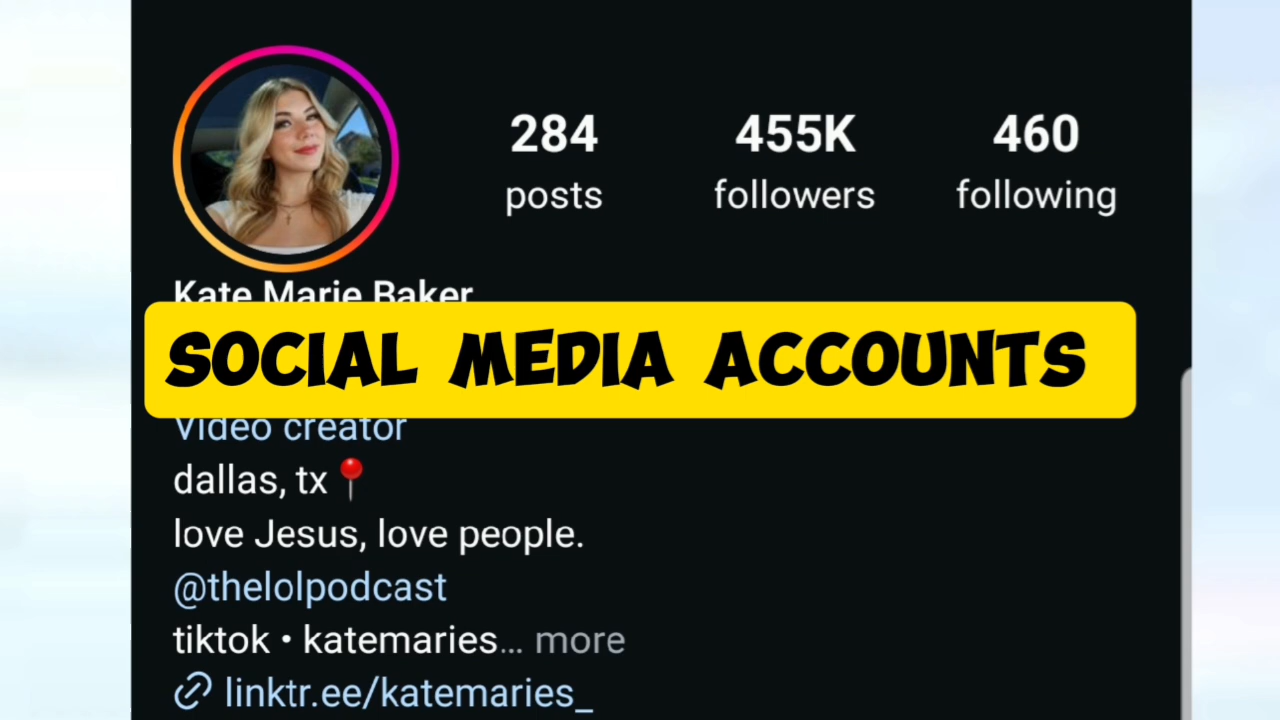 284 455K 460
posts followers following
Kate Marie Baker
SOCIAL MEDIA ACCOUNTS
Video creator
dallas, tx📍
love Jesus, love people.
@thelolpodcast
tiktok • katemaries... more
linktr.ee/katemaries_